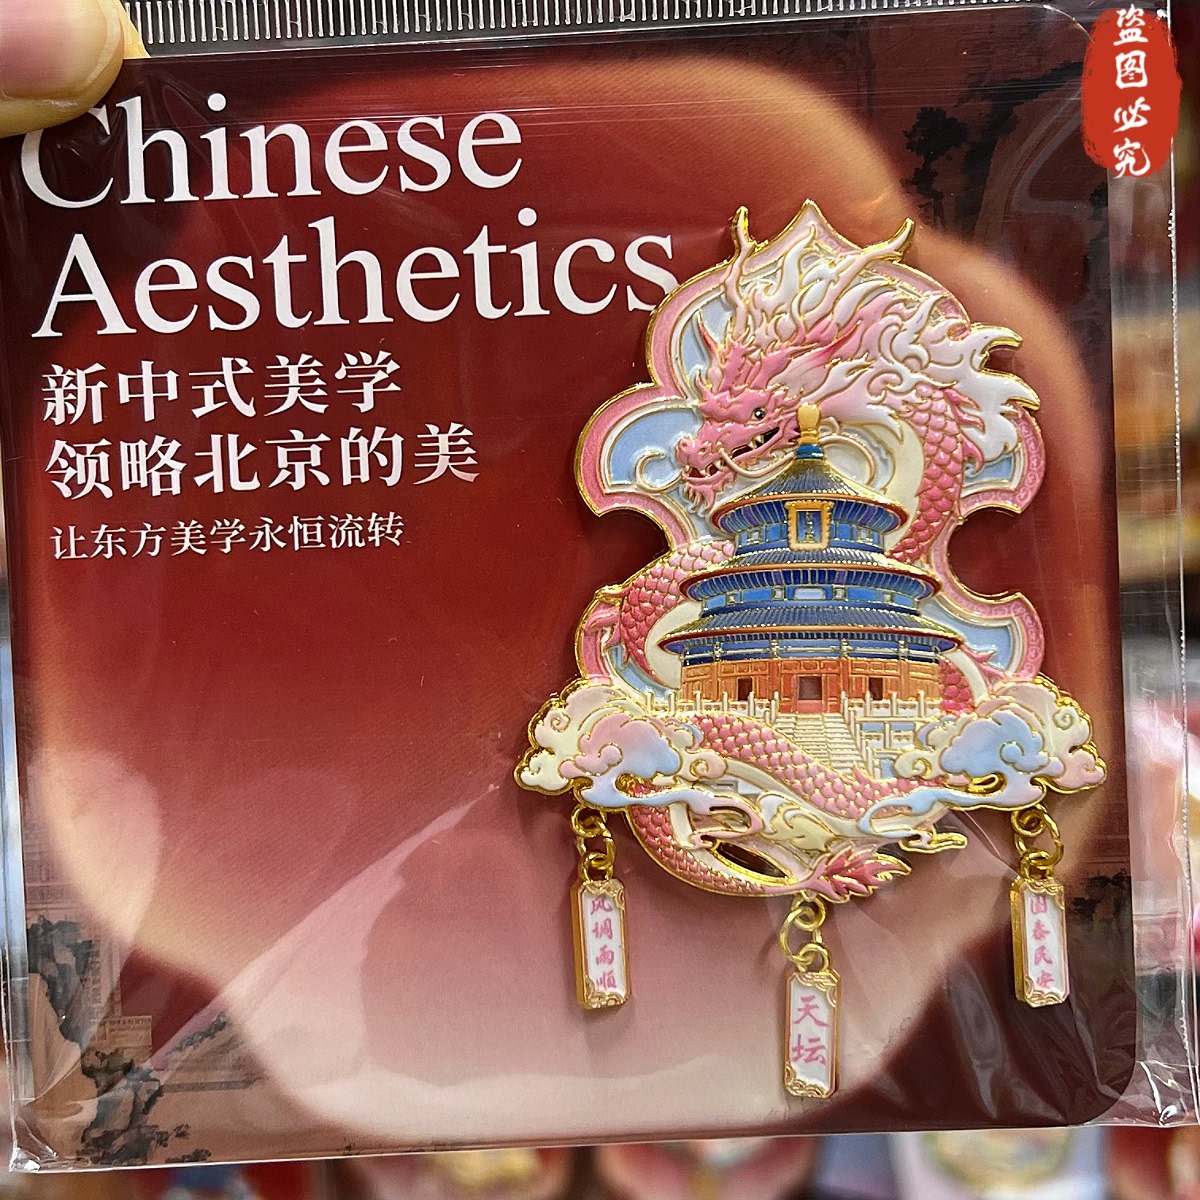 Chinese
Aesthetics
新中式美学
领略北京的美
让东方美学永恒流转
盗图必究
风调雨顺
天坛
国泰民安